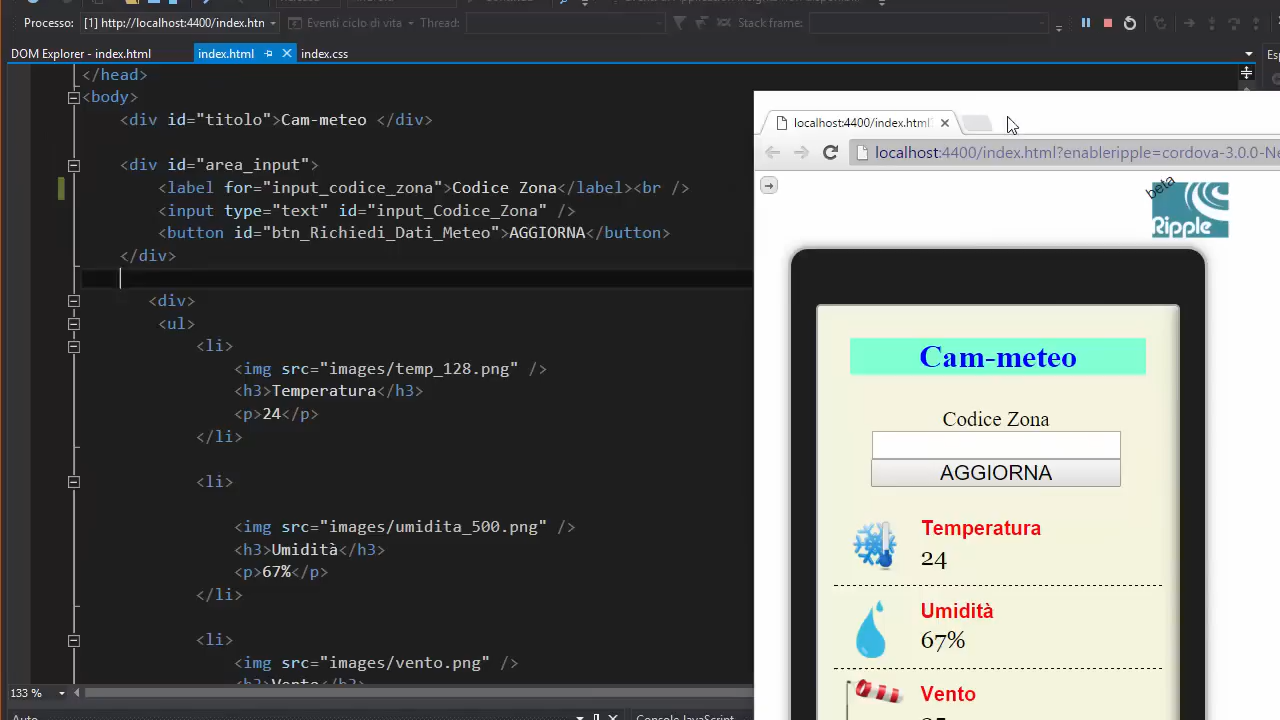 Processo: [1] http://localhost:4400/index.htn
Eventi ciclo di vita
Thread:
Stack frame:
DOM Explorer - index.html
index.html
index.css
</head>
<body>
<div id="titolo">Cam-meteo </div>
<div id="area_input">
<label for="input_codice_zona">Codice Zona</label><br />
<input type="text" id="input_Codice_Zona" />
<button id="btn_Richiedi_Dati_Meteo">AGGIORNA</button>
</div>
<div>
<ul>
<li>
<img src="images/temp_128.png" />
<h3>Temperatura</h3>
<p>24</p>
</li>
<li>
<img src="images/umidita_500.png" />
<h3>Umidità</h3>
<p>67%</p>
</li>
<li>
<img src="images/vento.png" />
<h3>Vento</h3>
133 %
Auto
Console JavaScript
localhost:4400/index.html?
localhost:4400/index.html?enableripple=cordova-3.0.0-Ne
beta
Ripple
Cam-meteo
Codice Zona
AGGIORNA
Temperatura
24
Umidità
67%
Vento